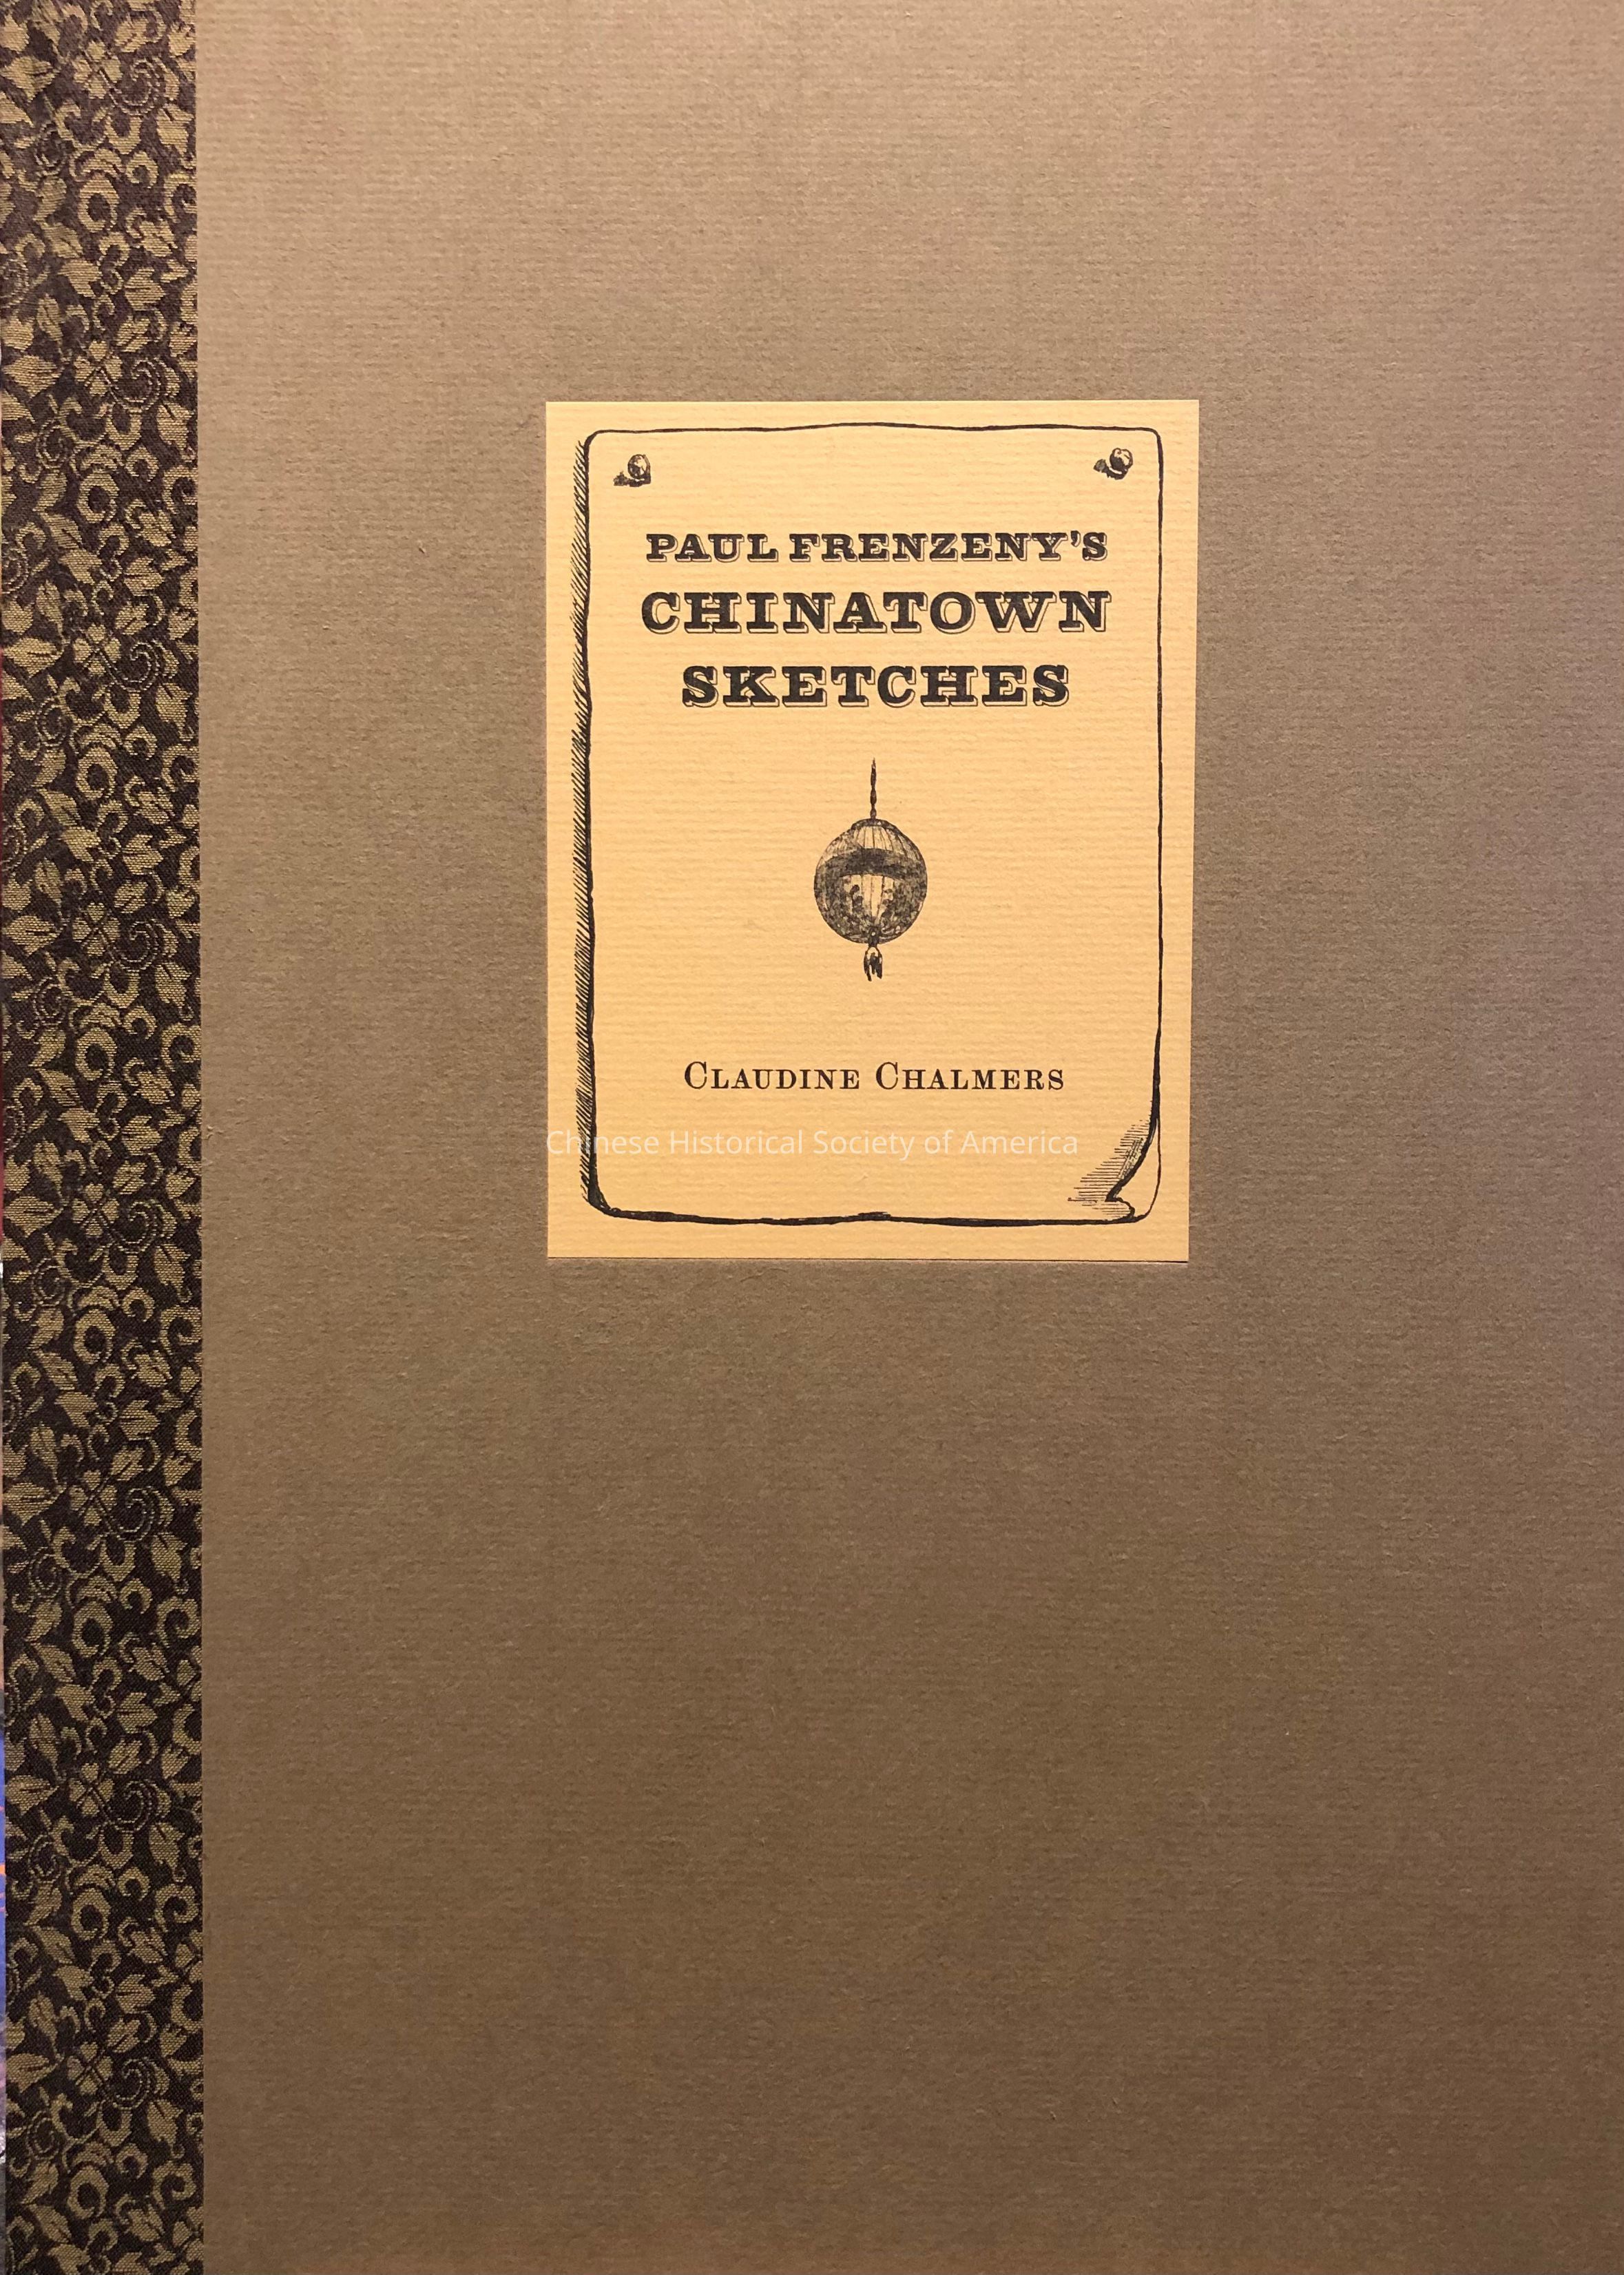 PAUL FRENZENY'S
CHINATOWN
SKETCHES
CLAUDINE CHALMERS
Chinese Historical Society of America